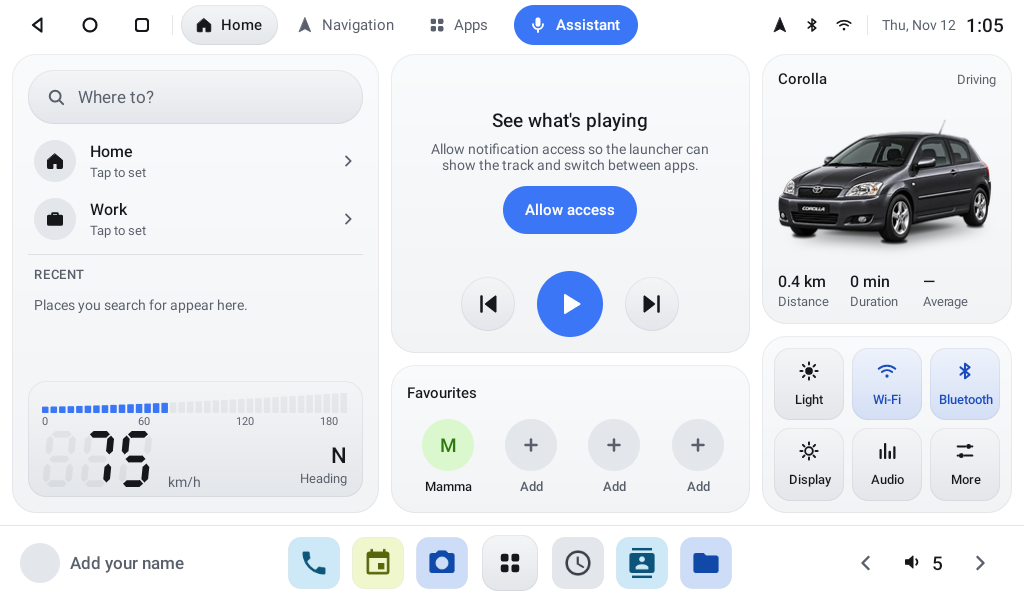 Home
Navigation
Apps
Assistant
Thu, Nov 12
1:05
Where to?
Home
Tap to set
Work
Tap to set
RECENT
Places you search for appear here.
0
60
120
180
75
km/h
N
Heading
See what's playing
Allow notification access so the launcher can
show the track and switch between apps.
Allow access
Favourites
M
Mamma
Add
Add
Add
Corolla
Driving
COROLLA
0.4 km
Distance
0 min
Duration
—
Average
Light
Wi-Fi
Bluetooth
Display
Audio
More
Add your name
5